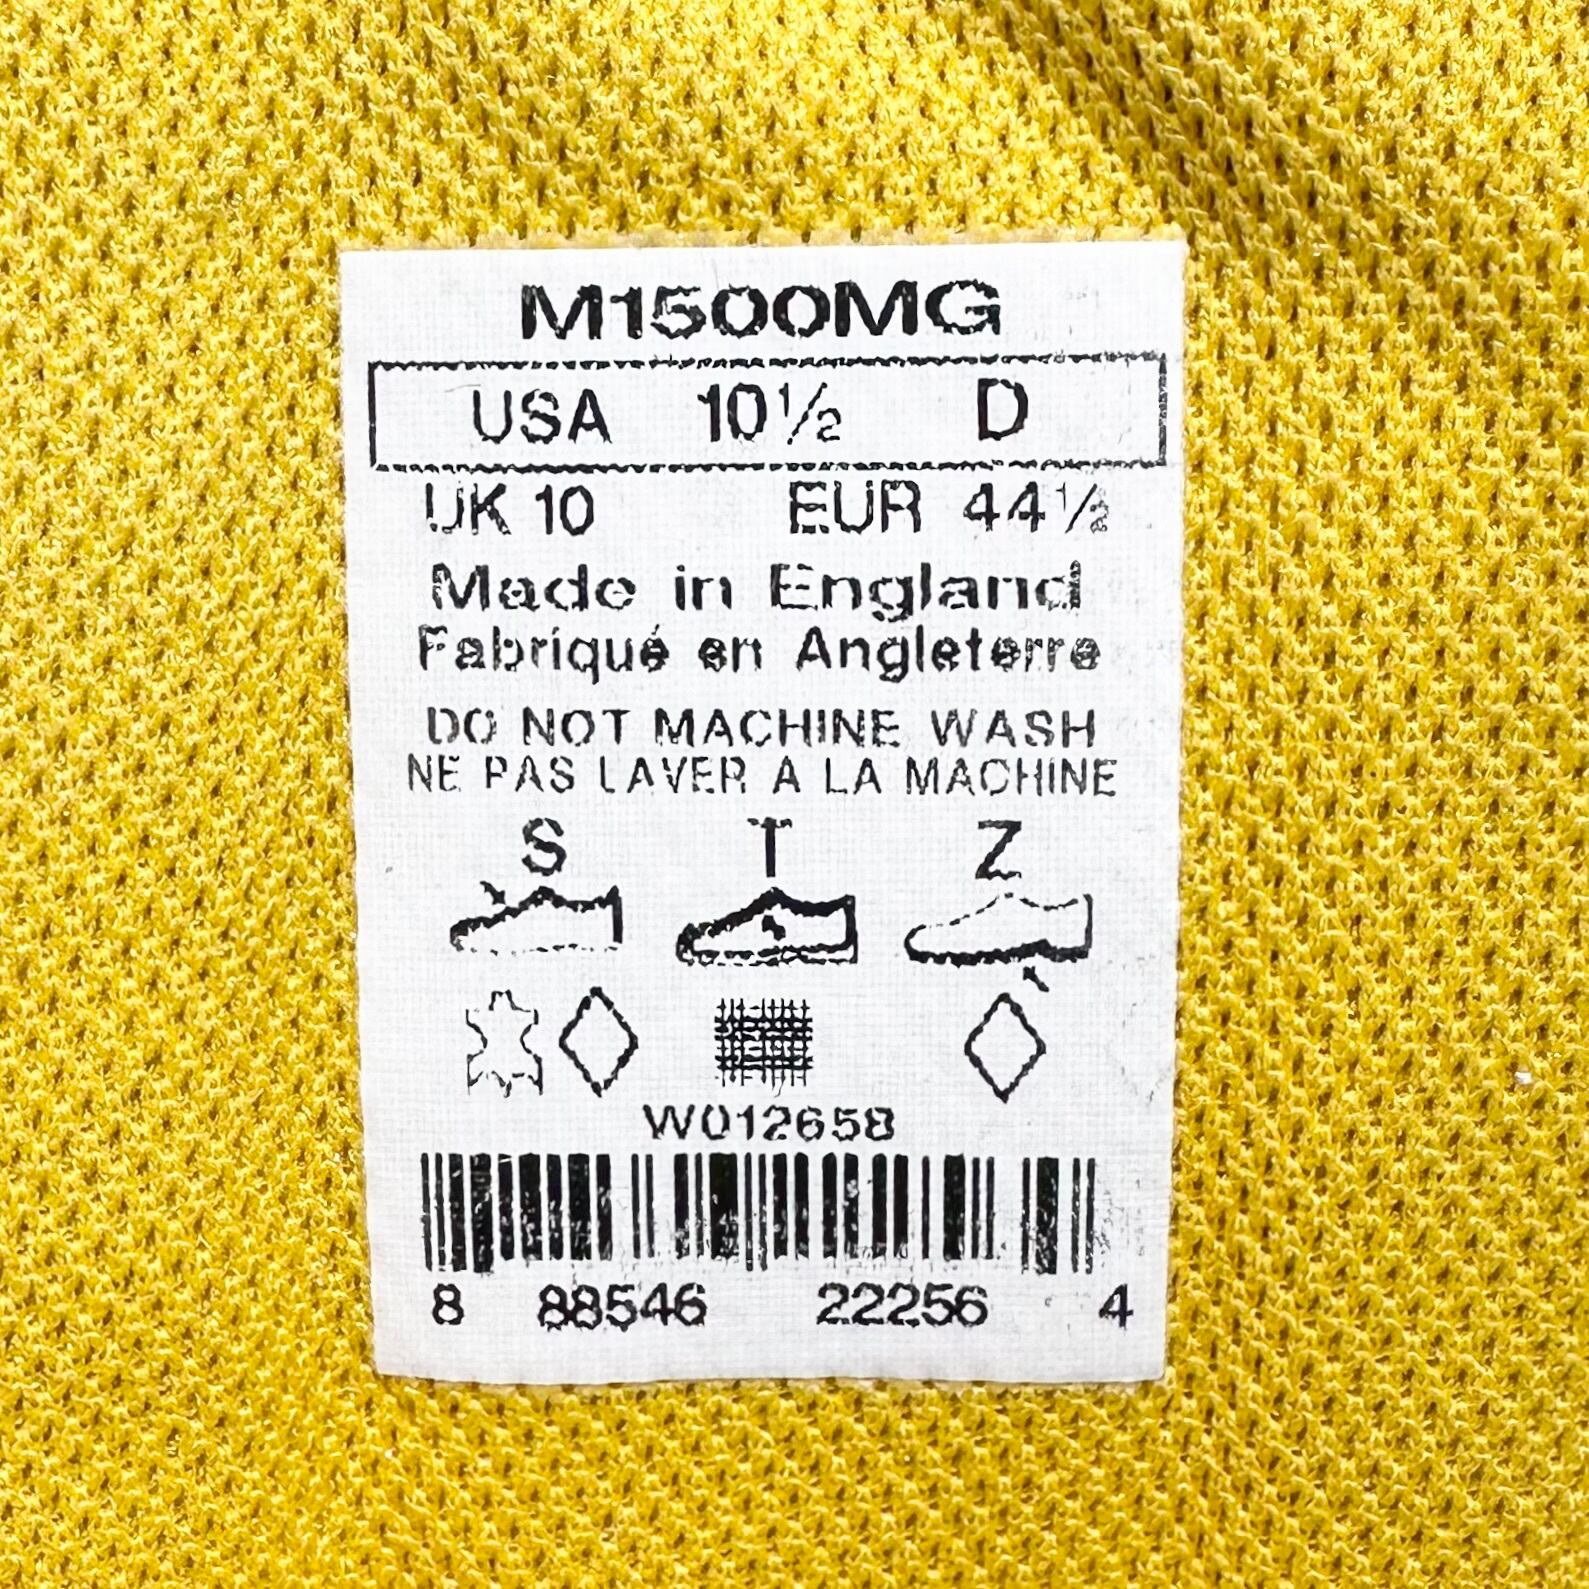 M1500MG
USA 10½ D
UK 10 EUR 44½
Made in England
Fabriqué en Angleterre
DO NOT MACHINE WASH
NE PAS LAVER A LA MACHINE
S T Z
W012658
8 88546 22256 4